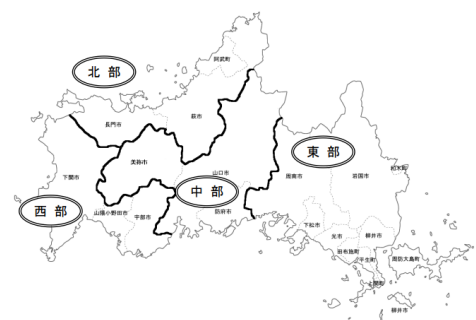 阿武町
北部
萩市
長門市
東部
美祢市
和木町
下関市
山口市
周南市
岩国市
中部
西部
山陽小野田市
宇部市
防府市
下松市
光市
柳井市
田布施町
平生町
周防大島町
上関町
柳井市